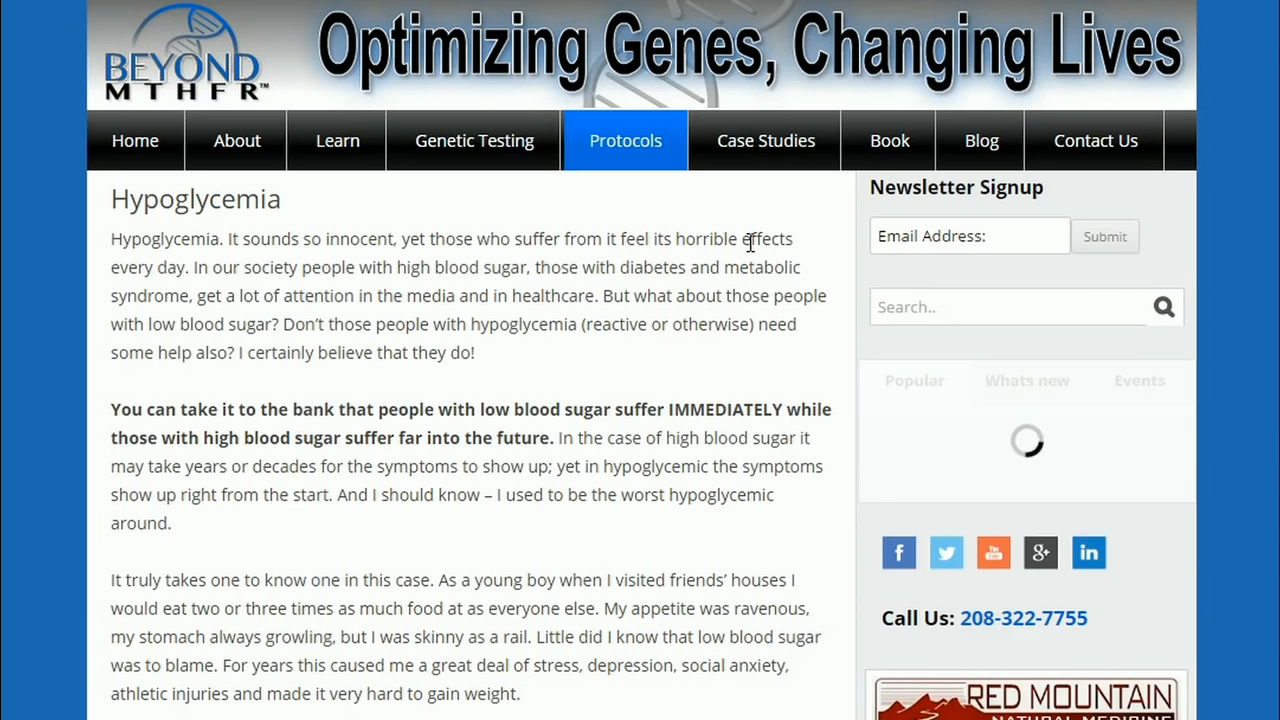 BEYOND
MTHFR™
Optimizing Genes, Changing Lives
Home About Learn Genetic Testing Protocols Case Studies Book Blog Contact Us
Hypoglycemia
Hypoglycemia. It sounds so innocent, yet those who suffer from it feel its horrible effects
every day. In our society people with high blood sugar, those with diabetes and metabolic
syndrome, get a lot of attention in the media and in healthcare. But what about those people
with low blood sugar? Don’t those people with hypoglycemia (reactive or otherwise) need
some help also? I certainly believe that they do!
You can take it to the bank that people with low blood sugar suffer IMMEDIATELY while
those with high blood sugar suffer far into the future. In the case of high blood sugar it
may take years or decades for the symptoms to show up; yet in hypoglycemic the symptoms
show up right from the start. And I should know – I used to be the worst hypoglycemic
around.
It truly takes one to know one in this case. As a young boy when I visited friends’ houses I
would eat two or three times as much food at as everyone else. My appetite was ravenous,
my stomach always growling, but I was skinny as a rail. Little did I know that low blood sugar
was to blame. For years this caused me a great deal of stress, depression, social anxiety,
athletic injuries and made it very hard to gain weight.
Newsletter Signup
Email Address: Submit
Search..
Popular Whats new Events
f You Tube g+ in
Call Us: 208-322-7755
RED MOUNTAIN
NATURAL MEDICINE